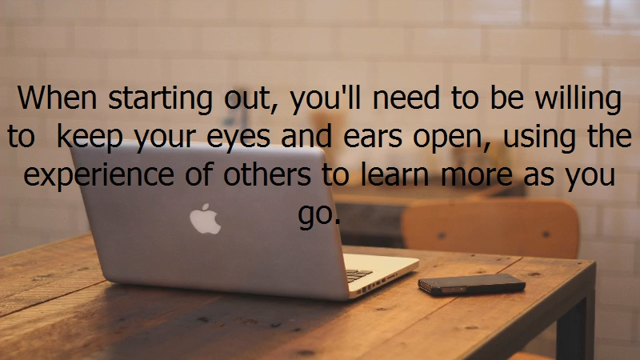 When starting out, you'll need to be willing
to  keep your eyes and ears open, using the
experience of others to learn more as you
go.